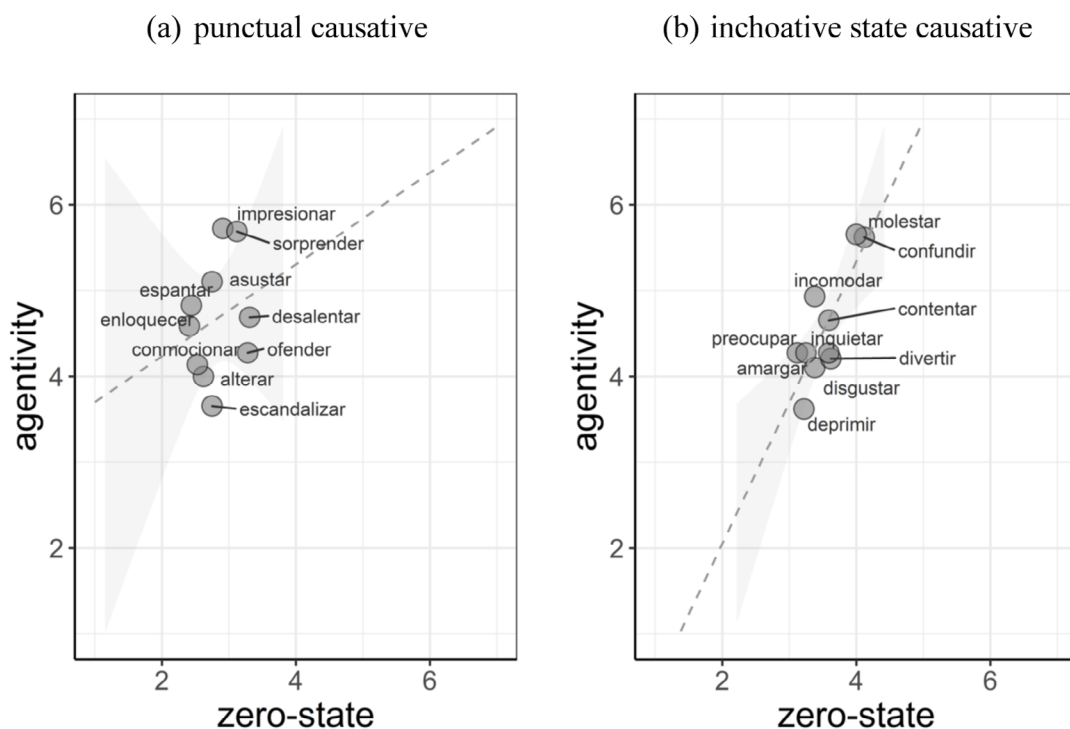 (a) punctual causative
(b) inchoative state causative
agentivity
6
4
2
impresionar
sorprender
asustar
espantar
enloquecer
desalentar
conmocionar
ofender
alterar
escandalizar
2
4
6
zero-state
agentivity
6
4
2
molestar
confundir
incomodar
contentar
preocupar
inquietar
divertir
amargar
disgustar
deprimir
2
4
6
zero-state